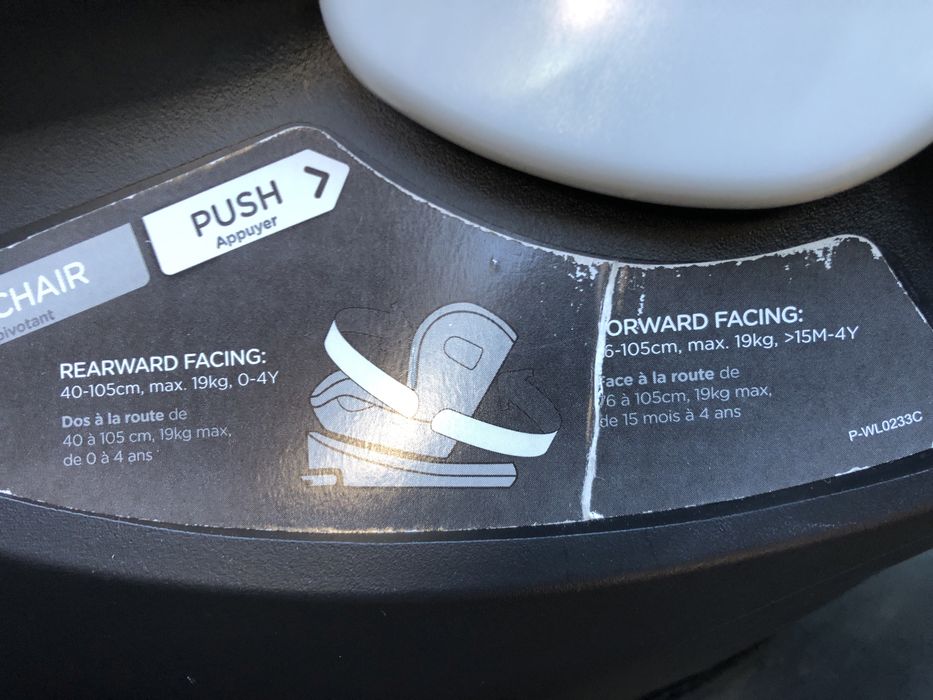 CHAIR
pivotant
PUSH
Appuyer
REARWARD FACING:
40-105cm, max. 19kg, 0-4Y
Dos à la route de
40 à 105 cm, 19kg max,
de 0 à 4 ans
ORWARD FACING:
6-105cm, max. 19kg, >15M-4Y
Face à la route de
76 à 105cm, 19kg max,
de 15 mois à 4 ans
P-WL0233C